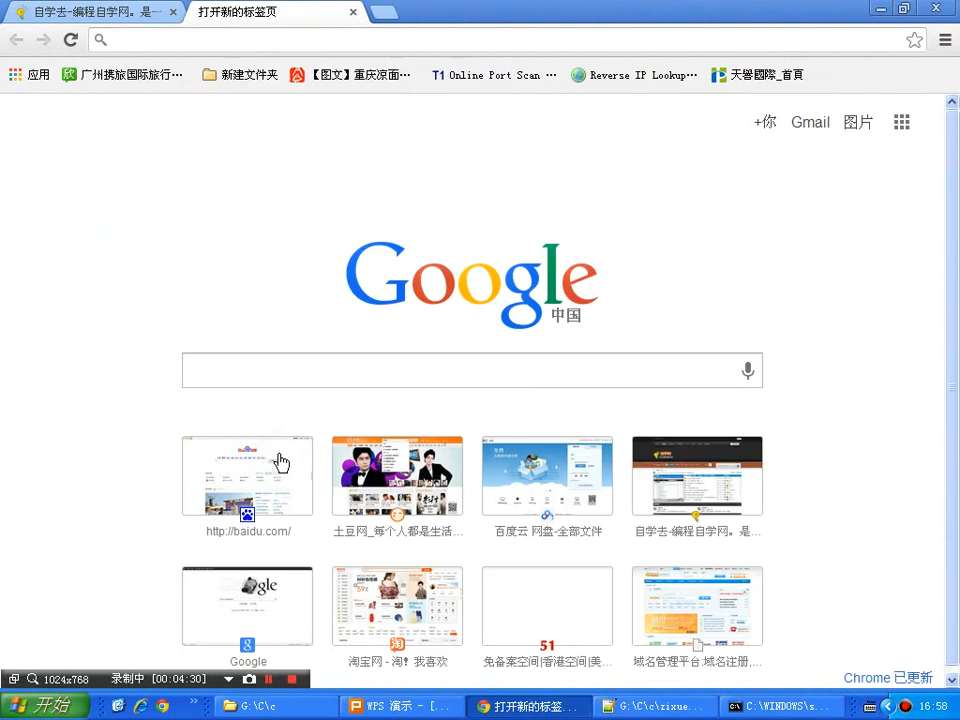 自学去-编程自学网。是一
打开新的标签页
应用
广州携旅国际旅行…
新建文件夹
【图文】重庆凉面…
T1 Online Port Scan …
Reverse IP Lookup…
天譽國際_首頁
+你
Gmail
图片
Google
中国
http://baidu.com/
土豆网_每个人都是生活...
百度云 网盘-全部文件
自学去-编程自学网。是...
51
Google
淘宝网 - 淘！我喜欢
免备案空间|香港空间|美...
域名管理平台:域名注册,...
1024x768
录制中 [00:04:30]
Chrome 已更新
开始
G:\C\c
WPS 演示 - [...
打开新的标签...
G:\C\c\zixue...
C:\WINDOWS\s...
16:58